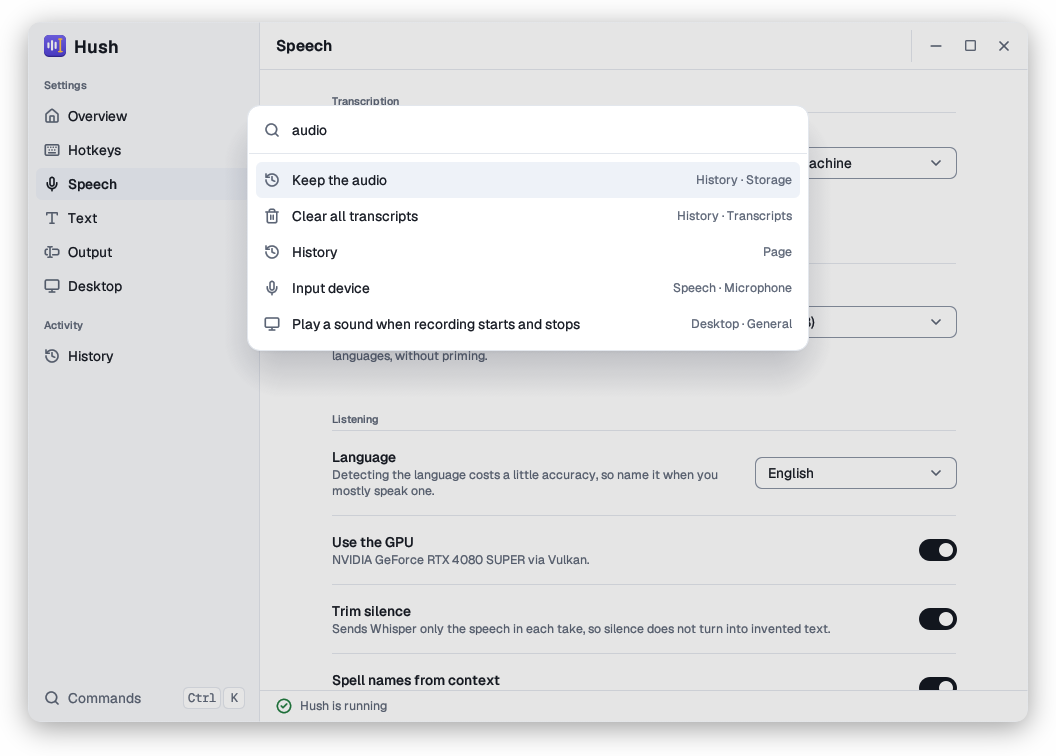 Hush
Speech
Settings
Overview
Hotkeys
Speech
Text
Output
Desktop
Activity
History
Commands
Ctrl K
Transcription
audio
Keep the audio
History · Storage
Clear all transcripts
History · Transcripts
History
Page
Input device
Speech · Microphone
Play a sound when recording starts and stops
Desktop · General
languages, without priming.
Listening
Language
Detecting the language costs a little accuracy, so name it when you
mostly speak one.
English
Use the GPU
NVIDIA GeForce RTX 4080 SUPER via Vulkan.
Trim silence
Sends Whisper only the speech in each take, so silence does not turn into invented text.
Spell names from context
Hush is running